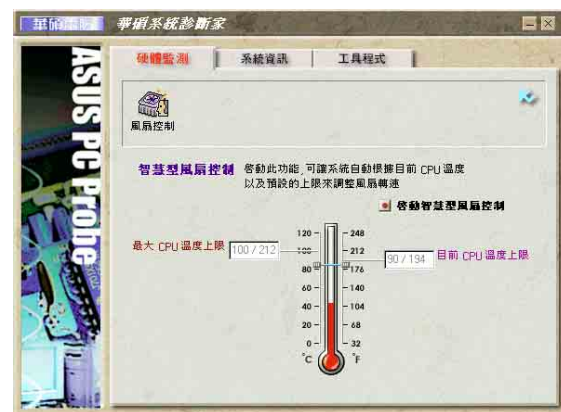 華碩電腦 華碩系統診斷家
ASUS PC Probe
硬體監測 系統資訊 工具程式
風扇控制
智慧型風扇控制 啓動此功能,可讓系統自動根據目前 CPU 溫度
以及預設的上限來調整風扇轉速
啓動智慧型風扇控制
最大 CPU 溫度上限 100 / 212
90 / 194 目前 CPU 溫度上限
120 248
100 212
80 176
60 140
40 104
20 68
0 32
°C °F